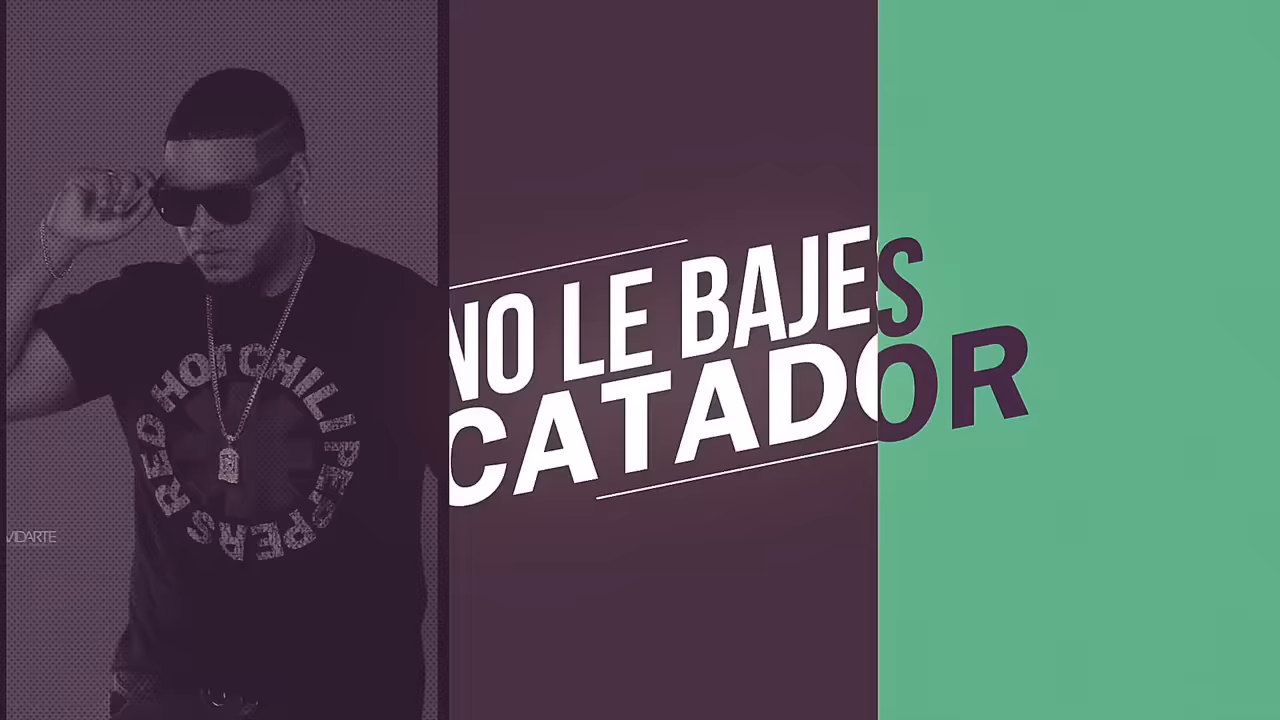 NO LE BAJES
CATADOR
RED HOT CHILI PEPPERS
VIDARTE